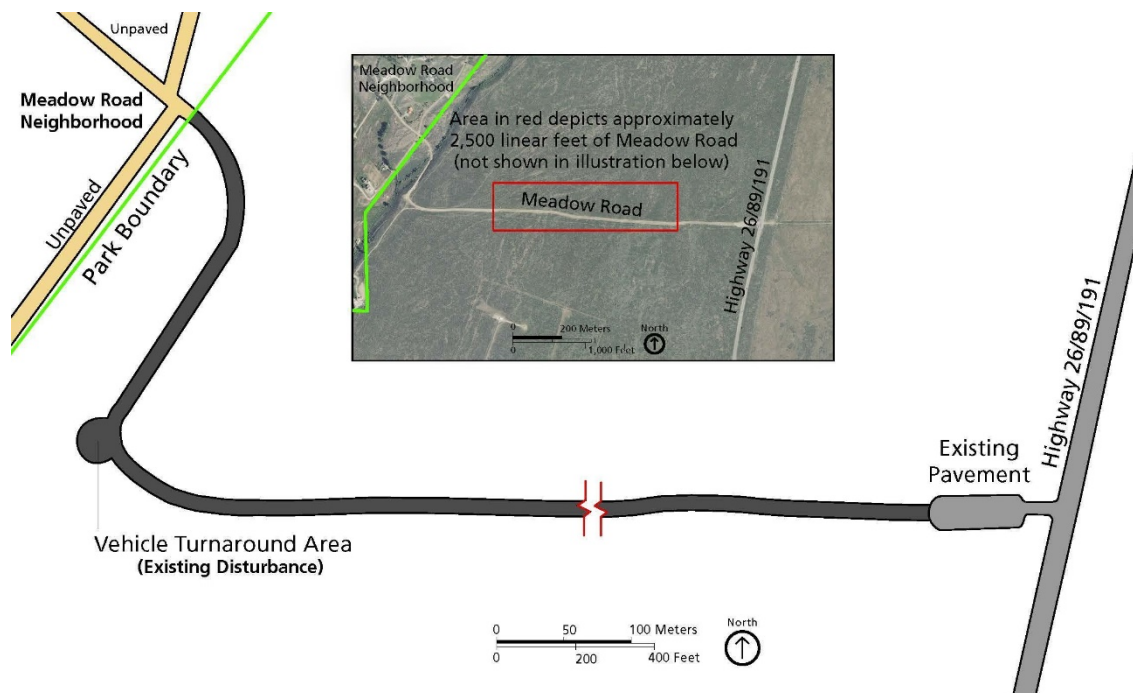 Unpaved
Meadow Road
Neighborhood
Unpaved
Park Boundary
Meadow Road
Neighborhood
Area in red depicts approximately
2,500 linear feet of Meadow Road
(not shown in illustration below)
Meadow Road
Highway 26/89/191
0 200 Meters
0 1,000 Feet
North
Highway 26/89/191
Existing
Pavement
Vehicle Turnaround Area
(Existing Disturbance)
0 50 100 Meters
0 200 400 Feet
North